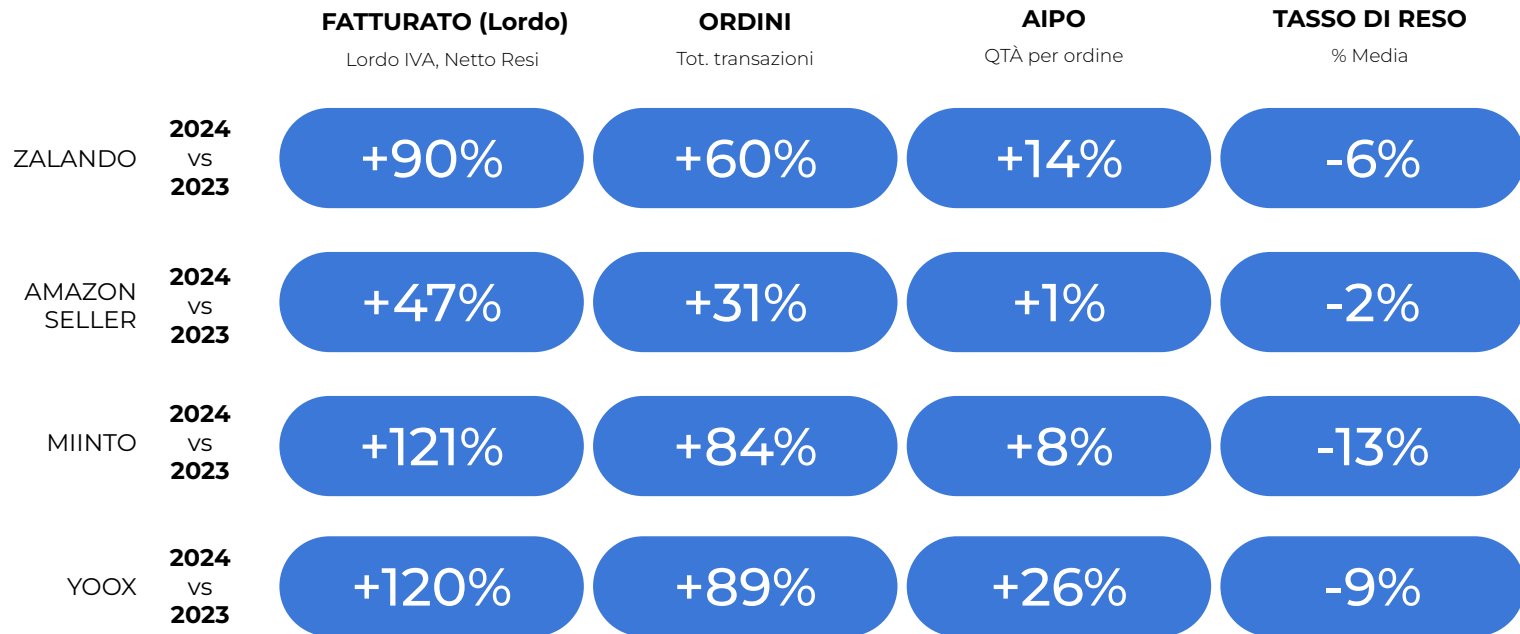 FATTURATO (Lordo)
Lordo IVA, Netto Resi
ORDINI
Tot. transazioni
AIPO
QTÀ per ordine
TASSO DI RESO
% Media
ZALANDO
2024
vs
2023
+90%
+60%
+14%
-6%
AMAZON
SELLER
2024
vs
2023
+47%
+31%
+1%
-2%
MIINTO
2024
vs
2023
+121%
+84%
+8%
-13%
YOOX
2024
vs
2023
+120%
+89%
+26%
-9%